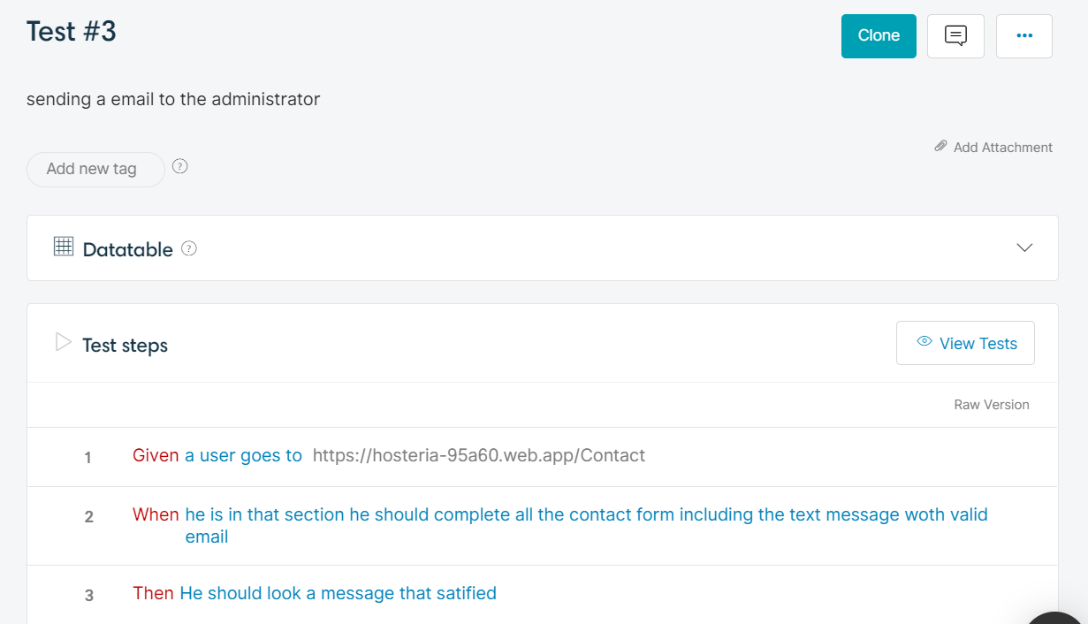 Test #3
Clone
sending a email to the administrator
Add Attachment
Add new tag
Datatable
Test steps
View Tests
Raw Version
1 Given a user goes to https://hosteria-95a60.web.app/Contact
2 When he is in that section he should complete all the contact form including the text message woth valid
email
3 Then He should look a message that satified